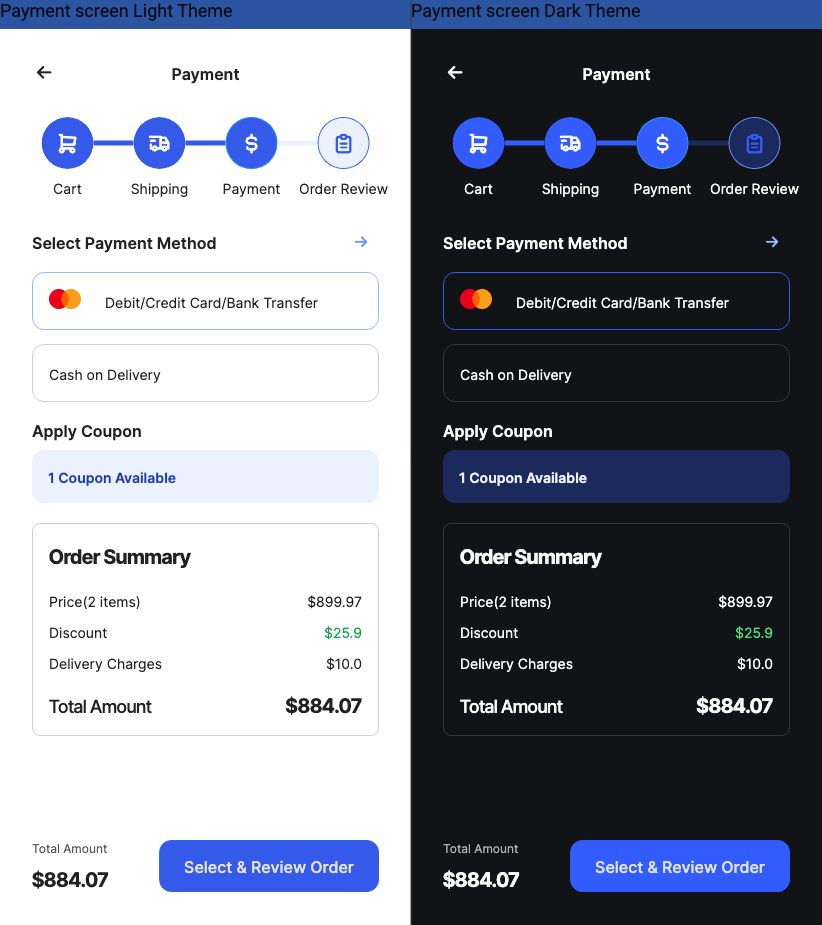 Payment screen Light Theme
Payment
Cart Shipping Payment Order Review
Select Payment Method
Debit/Credit Card/Bank Transfer
Cash on Delivery
Apply Coupon
1 Coupon Available
Order Summary
Price(2 items) $899.97
Discount $25.9
Delivery Charges $10.0
Total Amount $884.07
Total Amount
$884.07
Select & Review Order
Payment screen Dark Theme
Payment
Cart Shipping Payment Order Review
Select Payment Method
Debit/Credit Card/Bank Transfer
Cash on Delivery
Apply Coupon
1 Coupon Available
Order Summary
Price(2 items) $899.97
Discount $25.9
Delivery Charges $10.0
Total Amount $884.07
Total Amount
$884.07
Select & Review Order